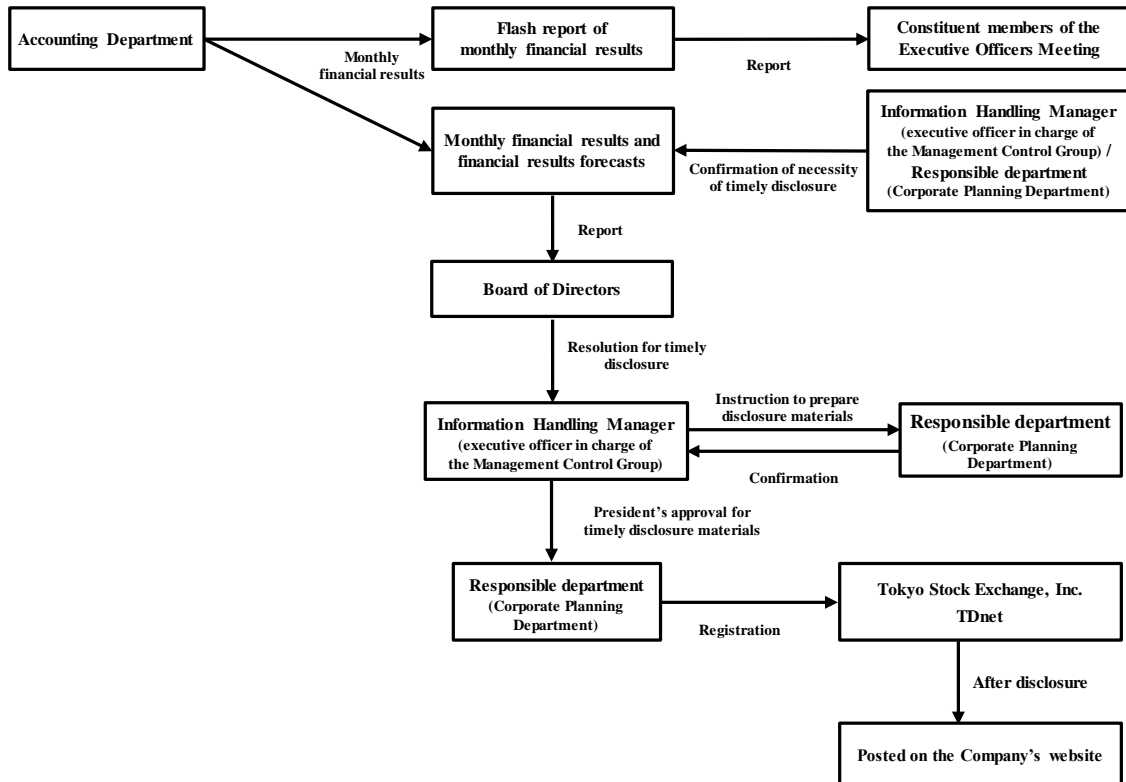 Accounting Department
Flash report of
monthly financial results
Constituent members of the
Executive Officers Meeting
Monthly
financial results
Report
Monthly financial results and
financial results forecasts
Information Handling Manager
(executive officer in charge of
the Management Control Group) /
Responsible department
(Corporate Planning Department)
Confirmation of necessity
of timely disclosure
Report
Board of Directors
Resolution for timely
disclosure
Information Handling Manager
(executive officer in charge of
the Management Control Group)
Instruction to prepare
disclosure materials
Responsible department
(Corporate Planning
Department)
Confirmation
President's approval for
timely disclosure materials
Responsible department
(Corporate Planning
Department)
Registration
Tokyo Stock Exchange, Inc.
TDnet
After disclosure
Posted on the Company's website